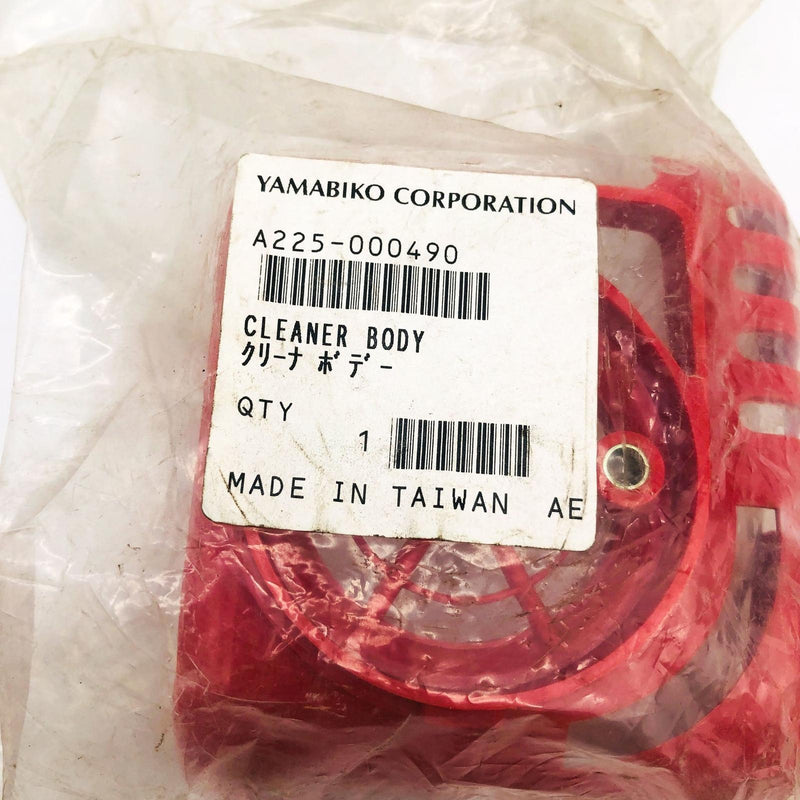 YAMABIKO CORPORATION
A225-000490
CLEANER BODY
ｸﾘｰﾅ ﾎﾞﾃﾞｰ
QTY
1
MADE IN TAIWAN AE